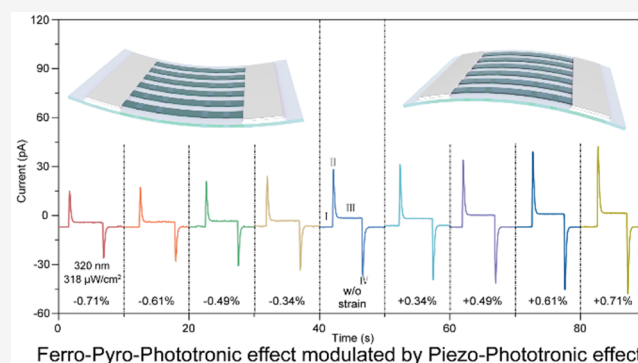 120
90
60
30
0
-30
-60
Current (pA)
I
II
III
IV
320 nm
318 μW/cm²
w/o
strain
-0.71%
-0.61%
-0.49%
-0.34%
+0.34%
+0.49%
+0.61%
+0.71%
0
20
40
60
80
Time (s)
Ferro-Pyro-Phototronic effect modulated by Piezo-Phototronic effect